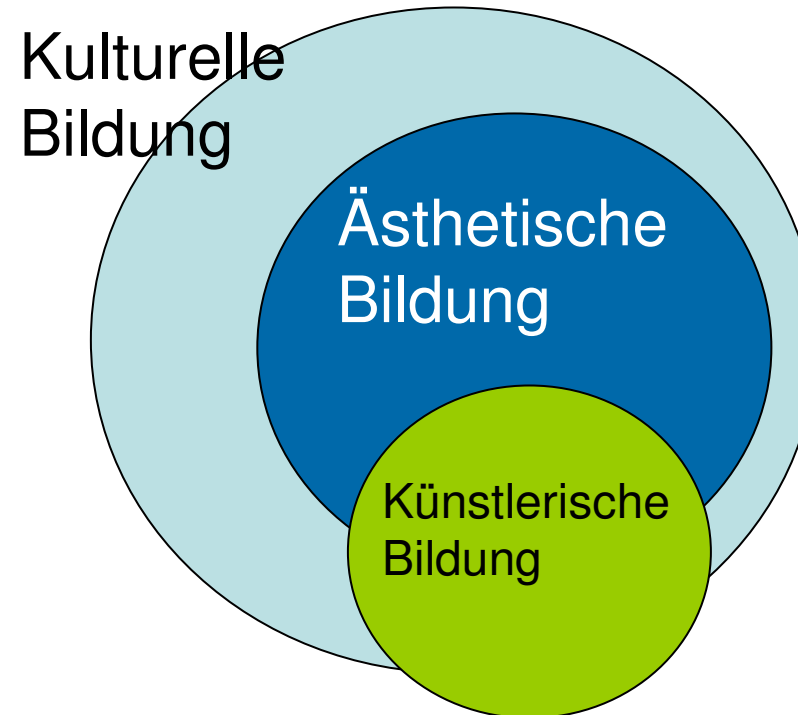 Kulturelle
Bildung
Ästhetische
Bildung
Künstlerische
Bildung